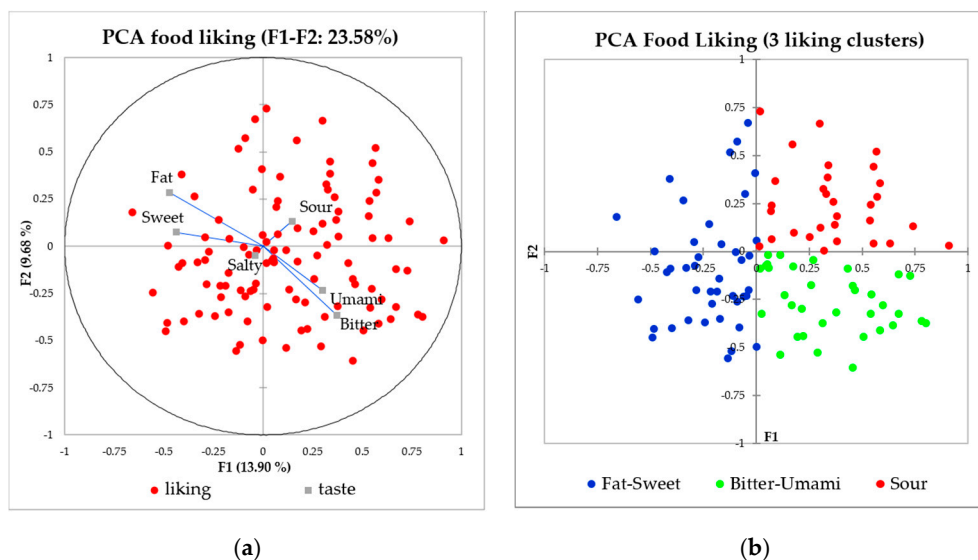 PCA food liking (F1-F2: 23.58%)
1
0.75
0.5
0.25
0
-0.25
-0.5
-0.75
-1
F2 (9.68 %)
Fat
Sweet
Sour
Salty
Umami
Bitter
-1 -0.75 -0.5 -0.25 0 0.25 0.5 0.75 1
F1 (13.90 %)
liking taste
(a)
PCA Food Liking (3 liking clusters)
1
0.75
0.5
0.25
0
-0.25
-0.5
-0.75
-1
F2
-1 -0.75 -0.5 -0.25 0 0.25 0.5 0.75 1
F1
Fat-Sweet Bitter-Umami Sour
(b)